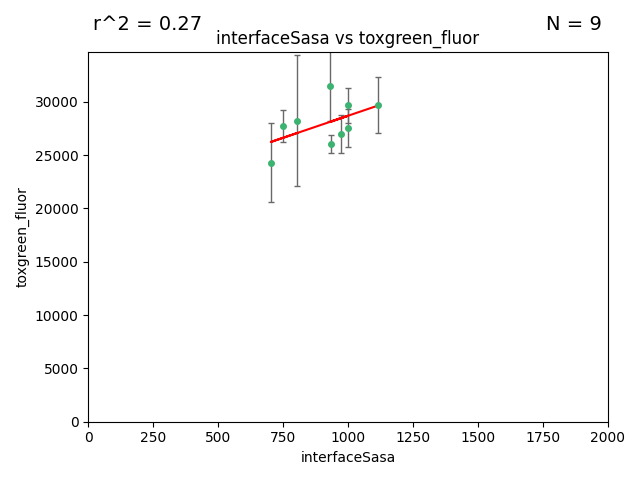 r^2 = 0.27
N = 9
interfaceSasa vs toxgreen_fluor
toxgreen_fluor
30000
25000
20000
15000
10000
5000
0
0 250 500 750 1000 1250 1500 1750 2000
interfaceSasa